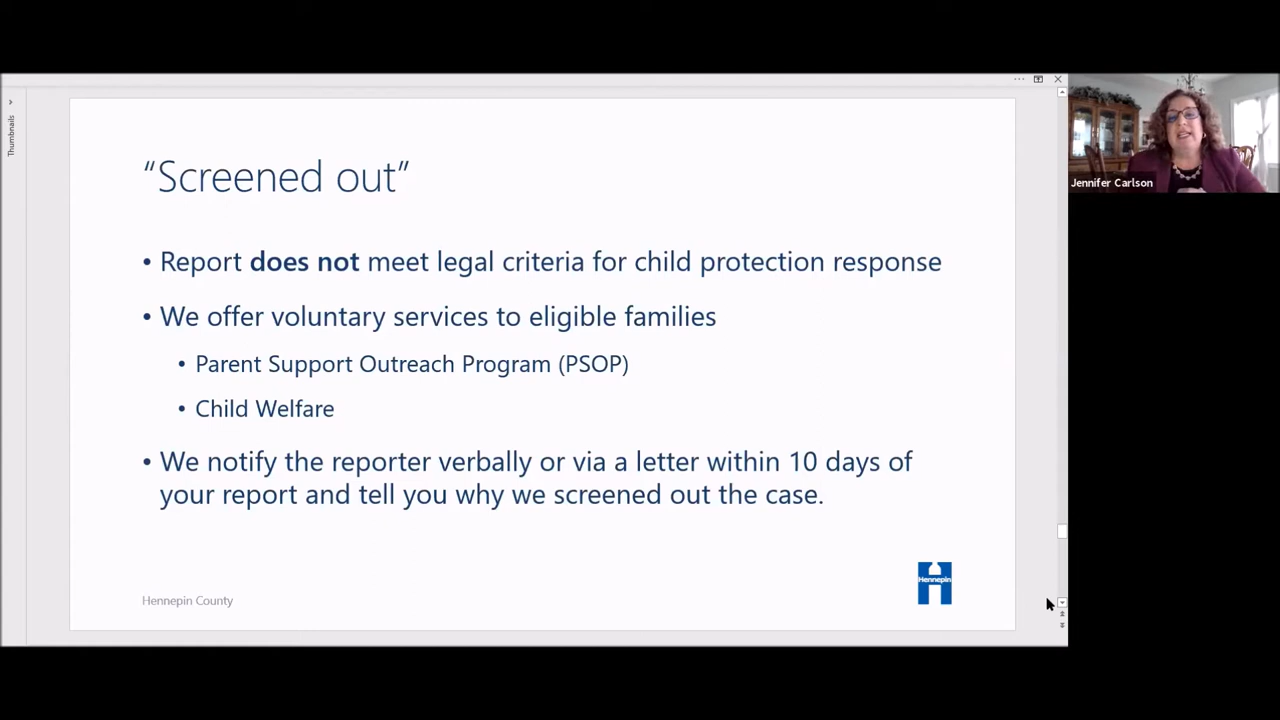 Thumbnails
“Screened out”
• Report does not meet legal criteria for child protection response
• We offer voluntary services to eligible families
• Parent Support Outreach Program (PSOP)
• Child Welfare
• We notify the reporter verbally or via a letter within 10 days of
your report and tell you why we screened out the case.
Hennepin County
Hennepin
Jennifer Carlson